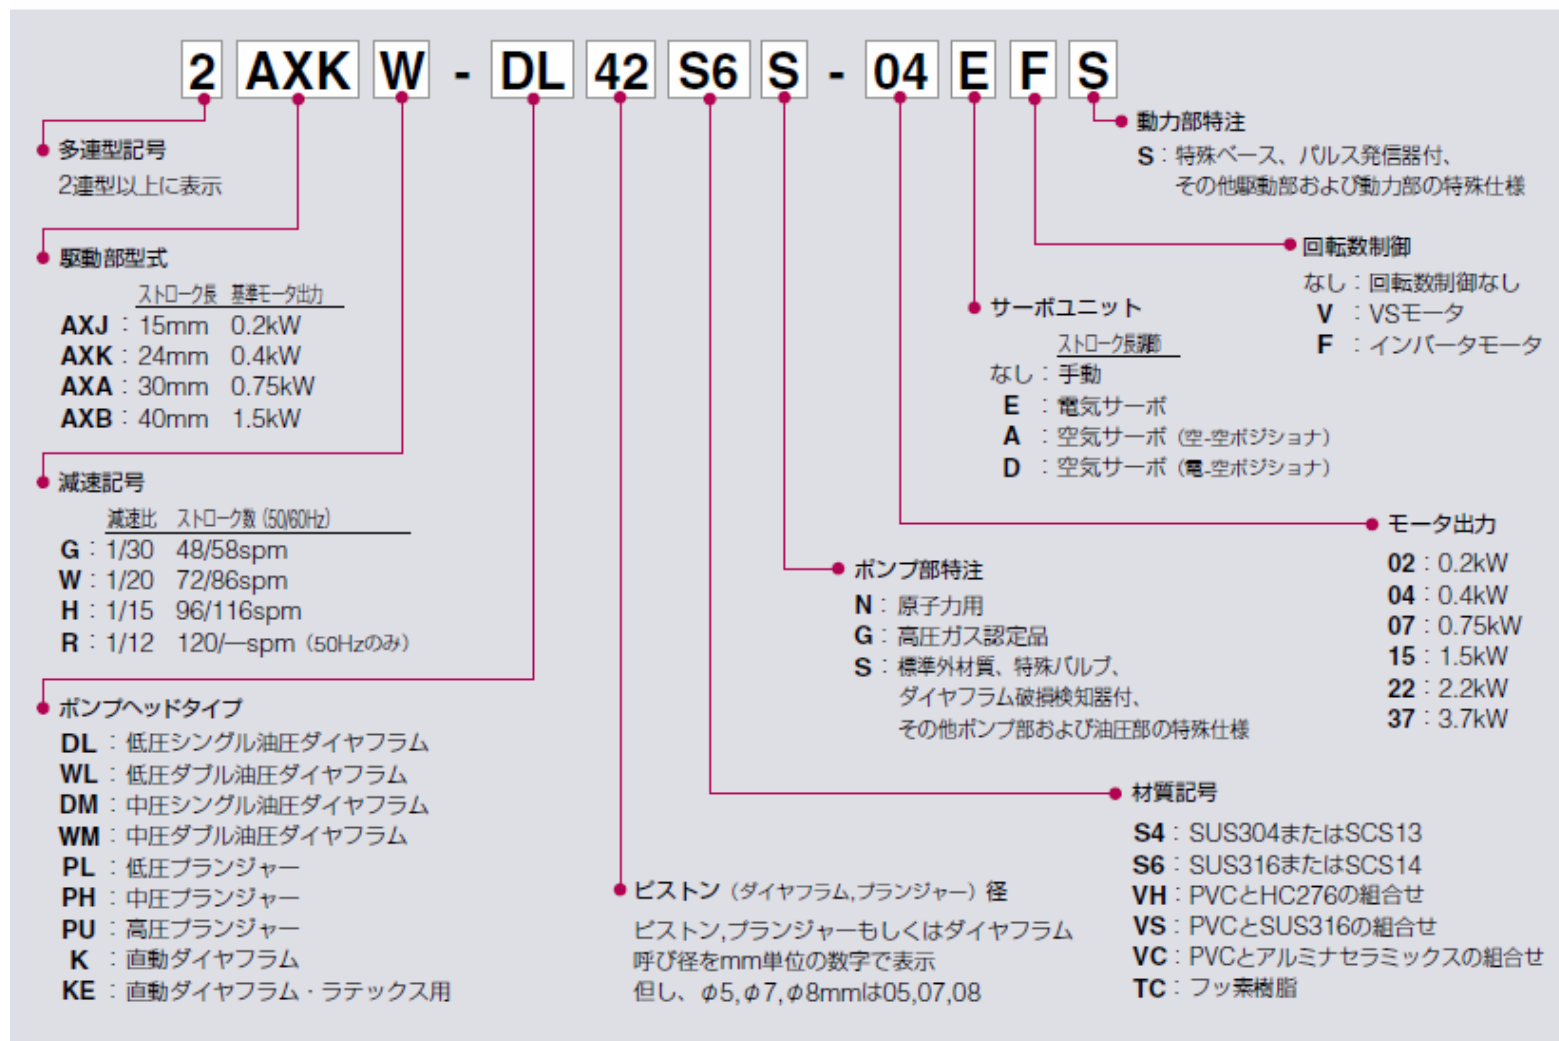 2 AXK W - DL 42 S6 S - 04 E F S
多連型記号
2連型以上に表示
駆動部型式
ストローク長 基準モータ出力
AXJ：15mm 0.2kW
AXK：24mm 0.4kW
AXA：30mm 0.75kW
AXB：40mm 1.5kW
減速記号
減速比 ストローク数（50/60Hz）
G：1/30 48/58spm
W：1/20 72/86spm
H：1/15 96/116spm
R：1/12 120/―spm（50Hzのみ）
ポンプヘッドタイプ
DL：低圧シングル油圧ダイヤフラム
WL：低圧ダブル油圧ダイヤフラム
DM：中圧シングル油圧ダイヤフラム
WM：中圧ダブル油圧ダイヤフラム
PL：低圧プランジャー
PH：中圧プランジャー
PU：高圧プランジャー
K：直動ダイヤフラム
KE：直動ダイヤフラム・ラテックス用
ピストン（ダイヤフラム,プランジャー）径
ピストン,プランジャーもしくはダイヤフラム
呼び径をmm単位の数字で表示
但し、φ5,φ7,φ8mmは05,07,08
材質記号
S4：SUS304またはSCS13
S6：SUS316またはSCS14
VH：PVCとHC276の組合せ
VS：PVCとSUS316の組合せ
VC：PVCとアルミナセラミックスの組合せ
TC：フッ素樹脂
ポンプ部特注
N：原子力用
G：高圧ガス認定品
S：標準外材質、特殊バルブ、
ダイヤフラム破損検知器付、
その他ポンプ部および油圧部の特殊仕様
モータ出力
02：0.2kW
04：0.4kW
07：0.75kW
15：1.5kW
22：2.2kW
37：3.7kW
サーボユニット
ストローク長調節
なし：手動
E：電気サーボ
A：空気サーボ（空-空ポジショナ）
D：空気サーボ（電-空ポジショナ）
回転数制御
なし：回転数制御なし
V：VSモータ
F：インバータモータ
動力部特注
S：特殊ベース、パルス発信器付、
その他駆動部および動力部の特殊仕様